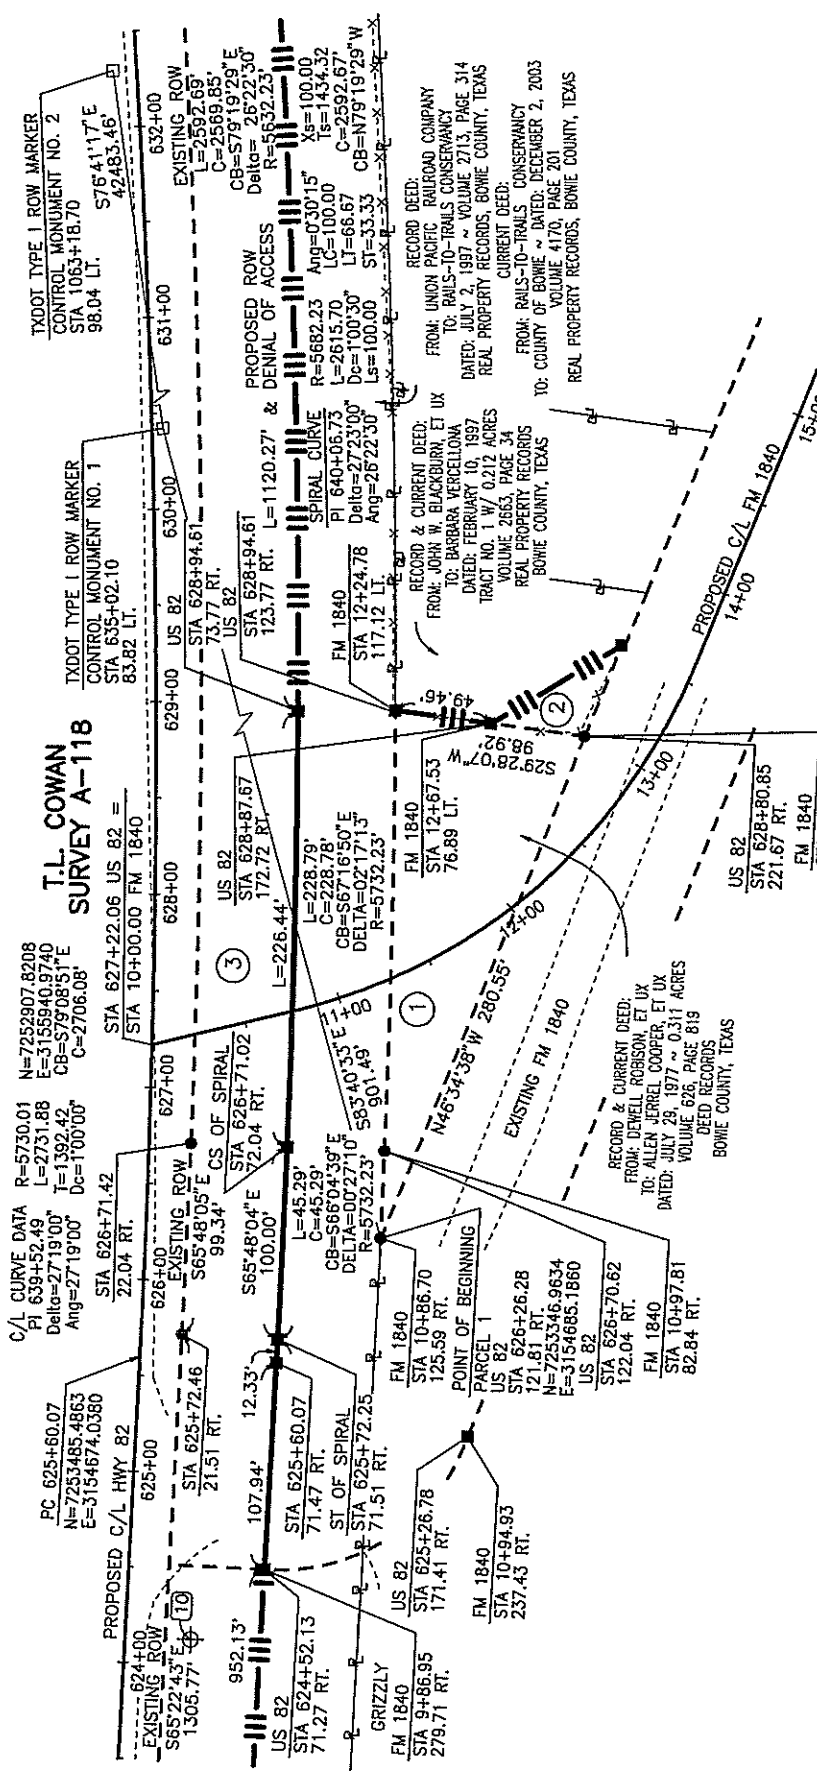 TXDOT TYPE I ROW MARKER
CONTROL MONUMENT NO. 2
STA 1063+18.70
98.04 LT.
S76°41'17"E
42483.46'
632+00
EXISTING ROW
L=2592.69'
C=2569.85'
CB=S79°19'29"E
Delta= 26°22'30"
R=5632.23'
TXDOT TYPE I ROW MARKER
CONTROL MONUMENT NO. 1
STA 635+02.10
83.82 LT.
631+00
630+00
PROPOSED ROW
L=1120.27' & DENIAL OF ACCESS
SPIRAL CURVE
PI 640+06.73
Delta=27°23'00"
Ang=26°22'30"
R=5682.23
L=2615.70
Dc=1°00'30"
Ls=100.00
Ang=0°30'15"
LC=100.00
LT=66.67
ST=33.33
Xs=100.00
Ts=1434.32
C=2592.67'
CB=N79°19'29"W
US 82
STA 628+94.61
73.77 RT.
US 82
STA 628+94.61
123.77 RT.
FM 1840
STA 12+24.78
117.12 LT.
T.L. COWAN
SURVEY A-118
629+00
628+00
STA 627+22.06 US 82 =
STA 10+00.00 FM 1840
US 82
STA 628+87.67
172.72 RT.
FM 1840
STA 12+67.53
76.89 LT.
49.46'
S29°28'07"W
98.92'
2
RECORD & CURRENT DEED:
FROM: JOHN W. BLACKBURN, ET UX
TO: BARBARA VERCELLONA
DATED: FEBRUARY 10, 1997
TRACT NO. 1 W/ 0.212 ACRES
VOLUME 2663, PAGE 34
REAL PROPERTY RECORDS
BOWIE COUNTY, TEXAS
RECORD DEED:
FROM: UNION PACIFIC RAILROAD COMPANY
TO: RAILS-TO-TRAILS CONSERVANCY
DATED: JULY 2, 1997 ~ VOLUME 2713, PAGE 314
REAL PROPERTY RECORDS, BOWIE COUNTY, TEXAS
CURRENT DEED:
FROM: RAILS-TO-TRAILS CONSERVANCY
TO: COUNTY OF BOWIE ~ DATED: DECEMBER 2, 2003
VOLUME 4170, PAGE 201
REAL PROPERTY RECORDS, BOWIE COUNTY, TEXAS
PROPOSED C/L FM 1840
15+00
14+00
13+00
12+00
11+00
US 82
STA 628+80.85
221.67 RT.
FM 1840
C/L CURVE DATA
PI 639+52.49
Delta=27°19'00"
Ang=27°19'00"
R=5730.01
L=2731.88
T=1392.42
Dc=1°00'00"
N=7252907.8208
E=3155940.9740
CB=S79°08'51"E
C=2706.08'
3
L=226.44'
L=228.79'
C=228.78'
CB=S67°16'50"E
DELTA=02°17'13"
R=5732.23'
1
STA 626+71.42
22.04 RT.
627+00
626+00
EXISTING ROW
S65°48'05"E
99.34'
CS OF SPIRAL
STA 626+71.02
72.04 RT.
S65°48'04"E
100.00'
S83°40'33"E
901.49'
L=45.29'
C=45.29'
CB=S66°04'39"E
DELTA=00°27'10"
R=5732.23'
N46°34'38"W 280.55'
EXISTING FM 1840
RECORD & CURRENT DEED:
FROM: DEWELL ROBISON, ET UX
TO: ALLEN JERREL COOPER, ET UX
DATED: JULY 29, 1977 ~ 0.311 ACRES
VOLUME 626, PAGE 819
DEED RECORDS
BOWIE COUNTY, TEXAS
PC 625+60.07
N=7253485.4863
E=3154674.0380
PROPOSED C/L HWY 82
625+00
624+00
STA 625+72.46
21.51 RT.
12.33'
107.94'
STA 625+60.07
71.47 RT.
ST OF SPIRAL
STA 625+72.25
71.51 RT.
FM 1840
STA 10+86.70
125.59 RT.
POINT OF BEGINNING
PARCEL 1
US 82
STA 626+26.28
121.81 RT.
N=7253346.9634
E=3154685.1860
US 82
STA 626+70.62
122.04 RT.
FM 1840
STA 10+97.81
82.84 RT.
EXISTING ROW
S65°22'43"E
1305.77'
10
952.13'
US 82
STA 624+52.13
71.27 RT.
GRIZZLY
FM 1840
STA 9+86.95
279.71 RT.
US 82
STA 625+26.78
171.41 RT.
FM 1840
STA 10+94.93
237.43 RT.